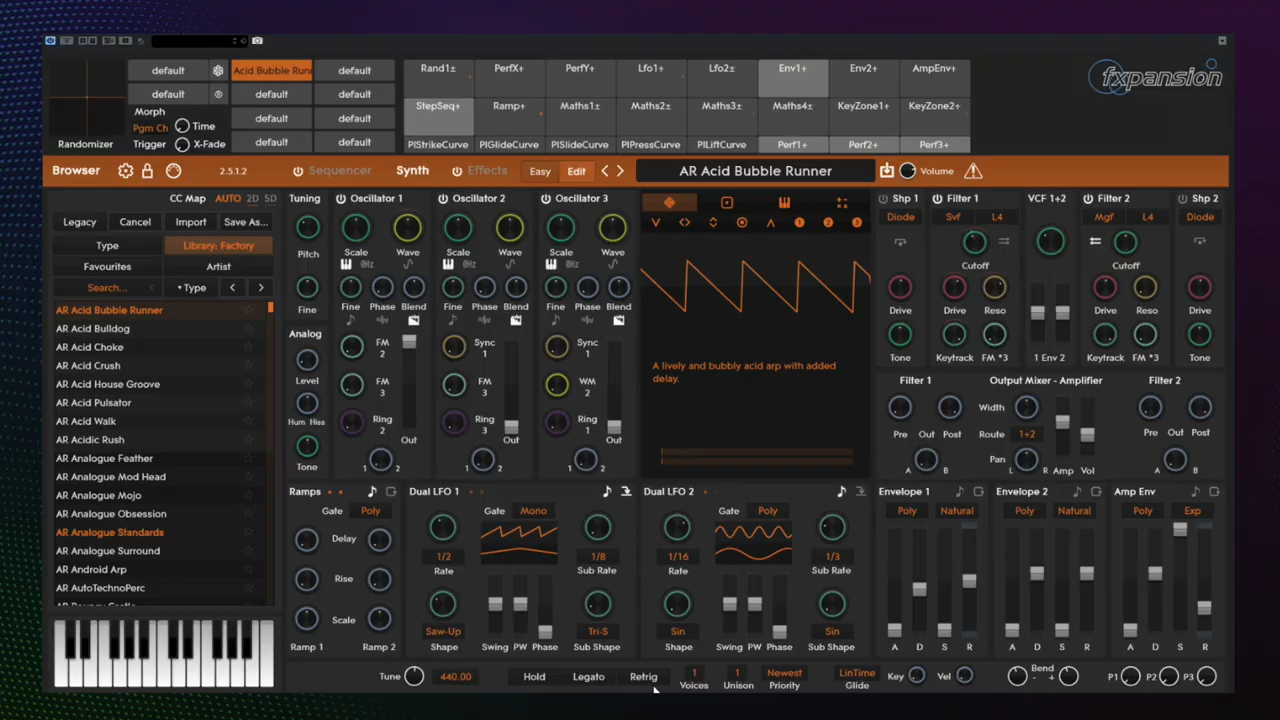 default Acid Bubble Runn default
default default default
Morph default default
Pgm Ch Time
Randomizer Trigger X-Fade default default
Rand1± PerfX+ PerfY+ Lfo1+ Lfo2± Env1+ Env2+ AmpEnv+
StepSeq+ Ramp+ Maths1± Maths2± Maths3± Maths4± KeyZone1+ KeyZone2+
PlStrikeCurve PlGlideCurve PlSlideCurve PlPressCurve PlLiftCurve Perf1+ Perf2+ Perf3+
fxpansion
Browser 2.5.1.2 Sequencer Synth Effects Easy Edit AR Acid Bubble Runner Volume
CC Map AUTO 2D 5D
Legacy Cancel Import Save As...
Type Library: Factory
Favourites Artist
Search... x Type
AR Acid Bubble Runner
AR Acid Bulldog
AR Acid Choke
AR Acid Crush
AR Acid House Groove
AR Acid Pulsator
AR Acid Walk
AR Acidic Rush
AR Analogue Feather
AR Analogue Mod Head
AR Analogue Mojo
AR Analogue Obsession
AR Analogue Standards
AR Analogue Surround
AR Android Arp
AR AutoTechnoPerc
Tuning
Pitch
Fine
Analog
Level
Hum Hiss
Tone
Oscillator 1
Scale Wave
Hz
Fine Phase Blend
FM 2
FM 3
Ring 2
Out
1 2
Oscillator 2
Scale Wave
Hz
Fine Phase Blend
Sync 1
FM 3
Ring 3
Out
1 2
Oscillator 3
Scale Wave
Hz
Fine Phase Blend
Sync 1
WM 2
Ring 1
Out
1 2
1 2 3
A lively and bubbly acid arp with added
delay.
Shp 1
Diode
Drive
Tone
Filter 1
Svf L4
Cutoff
Drive Reso
Keytrack FM *3
VCF 1+2
1 Env 2
Filter 2
Mgf L4
Cutoff
Drive Reso
Keytrack FM *3
Shp 2
Diode
Drive
Tone
Filter 1 Output Mixer - Amplifier Filter 2
Pre Out Post Width Pre Out Post
Route 1+2
A B Pan L R Amp Vol A B
Ramps
Gate Poly
Delay
Rise
Scale
Ramp 1 Ramp 2
Dual LFO 1
Gate Mono
1/2 1/8
Rate Sub Rate
Saw-Up Tri-S
Shape Swing PW Phase Sub Shape
Dual LFO 2
Gate Poly
1/16 1/3
Rate Sub Rate
Sin Sin
Shape Swing PW Phase Sub Shape
Envelope 1
Poly Natural
A D S R
Envelope 2
Poly Natural
A D S R
Amp Env
Poly Exp
A D S R
Tune 440.00 Hold Legato Retrig 1 Voices 1 Unison Newest Priority LinTime Glide Key Vel Bend - + P1 P2 P3